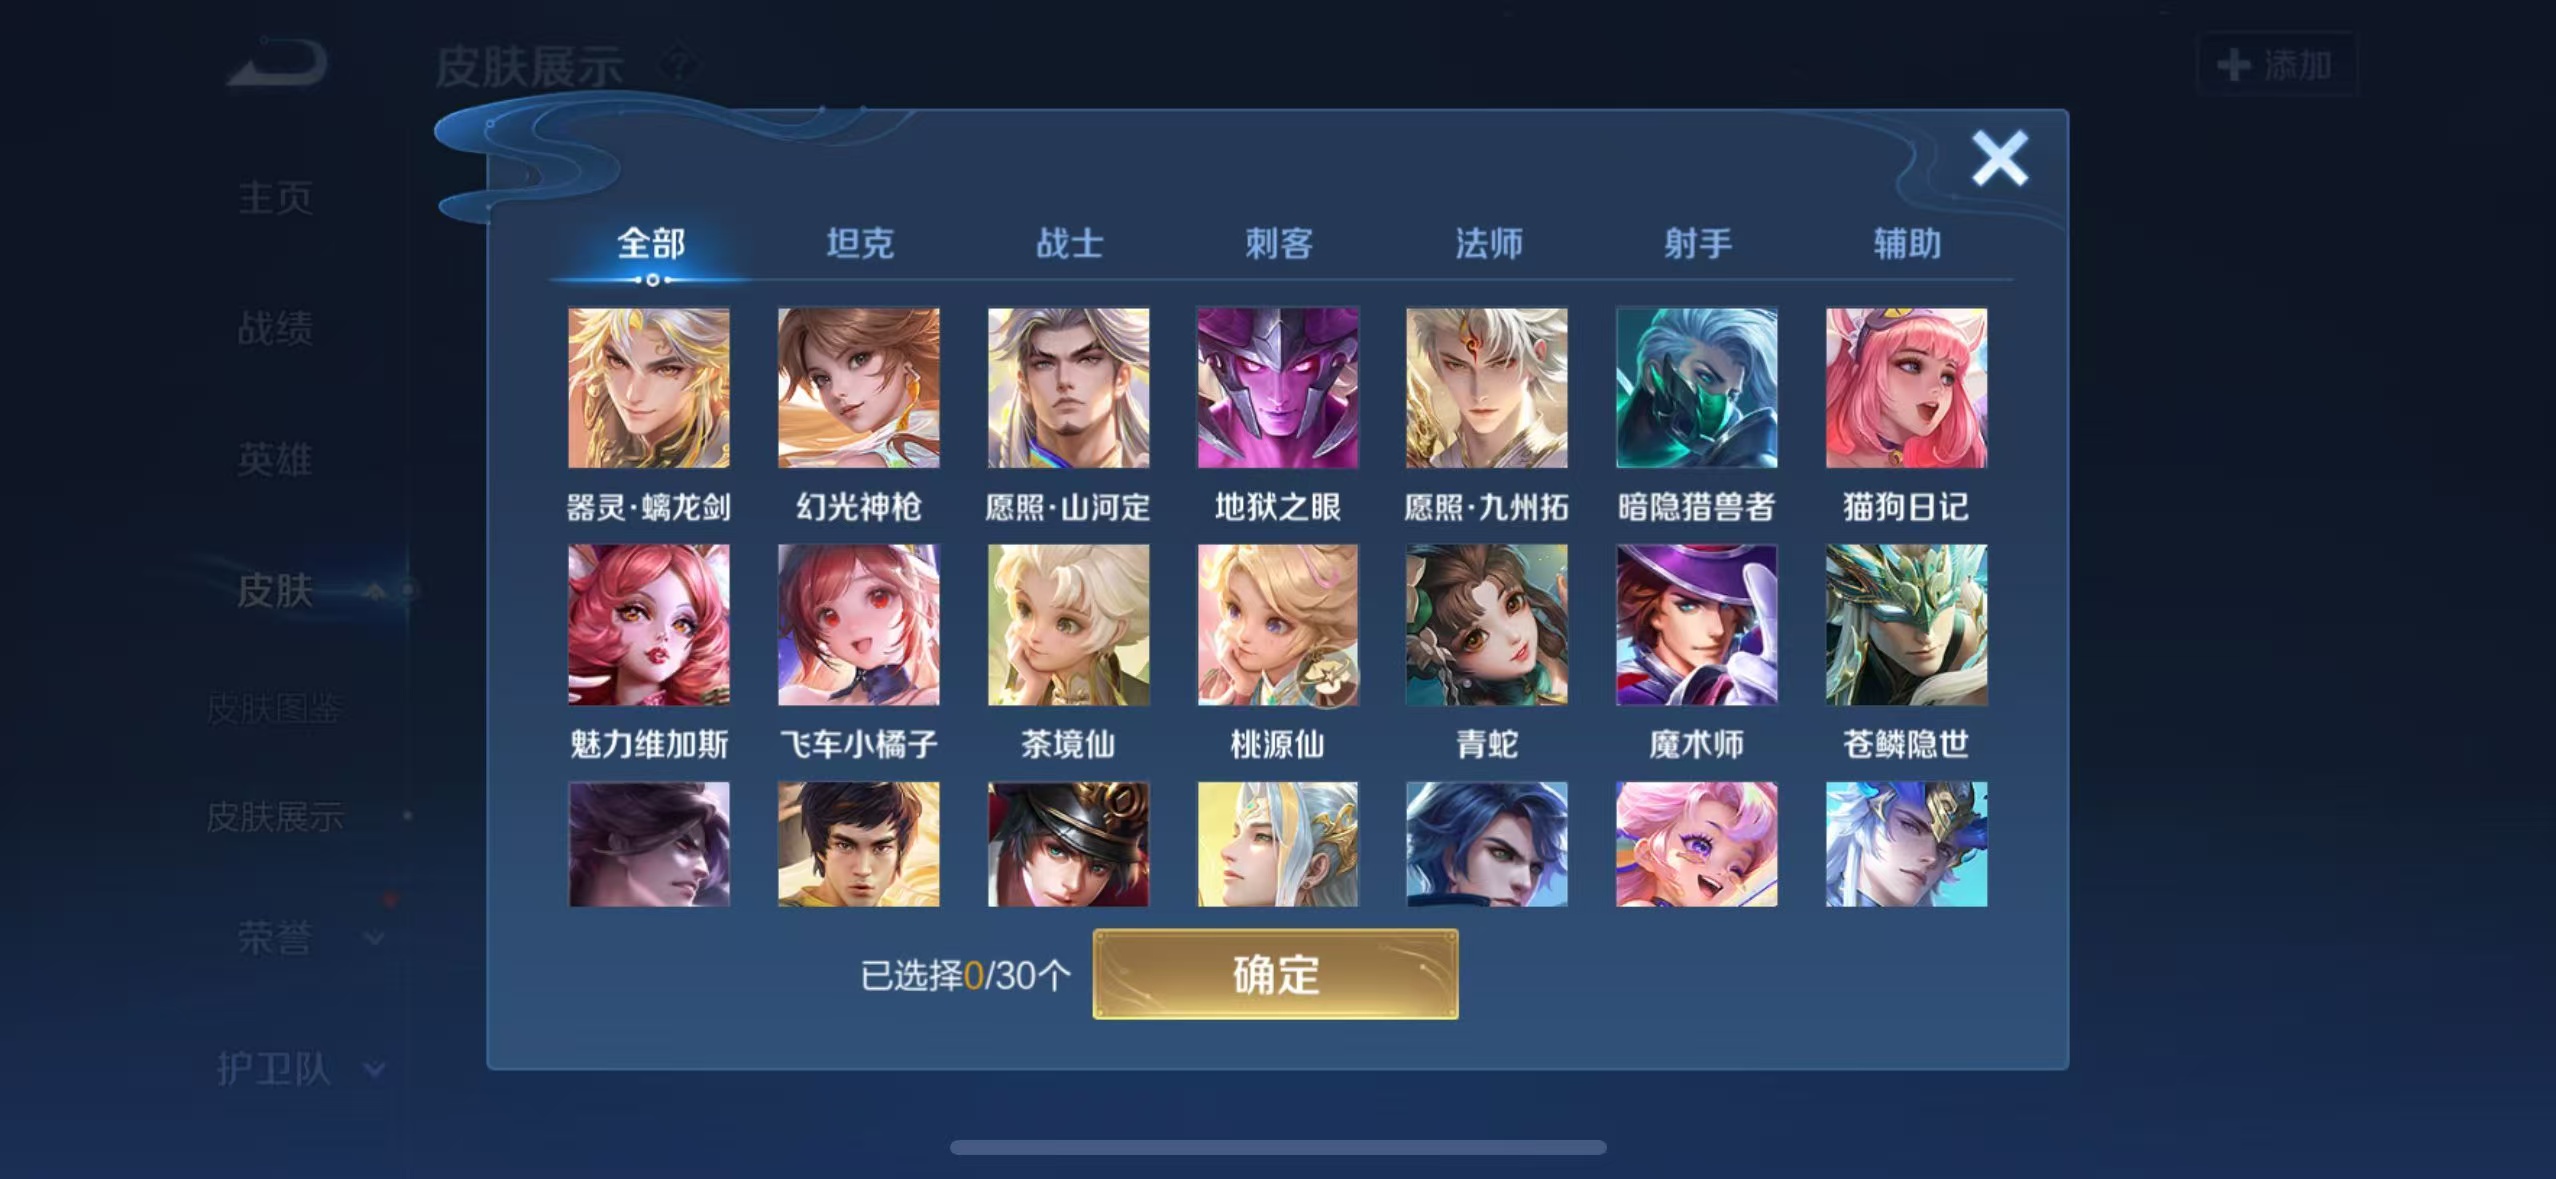 皮肤展示 ?
添加
主页
战绩
英雄
皮肤
皮肤图鉴
皮肤展示
荣誉
护卫队
全部 坦克 战士 刺客 法师 射手 辅助
器灵·螭龙剑 幻光神枪 愿照·山河定 地狱之眼 愿照·九州拓 暗隐猎兽者 猫狗日记
魅力维加斯 飞车小橘子 茶境仙 桃源仙 青蛇 魔术师 苍鳞隐世
已选择0/30个
确定